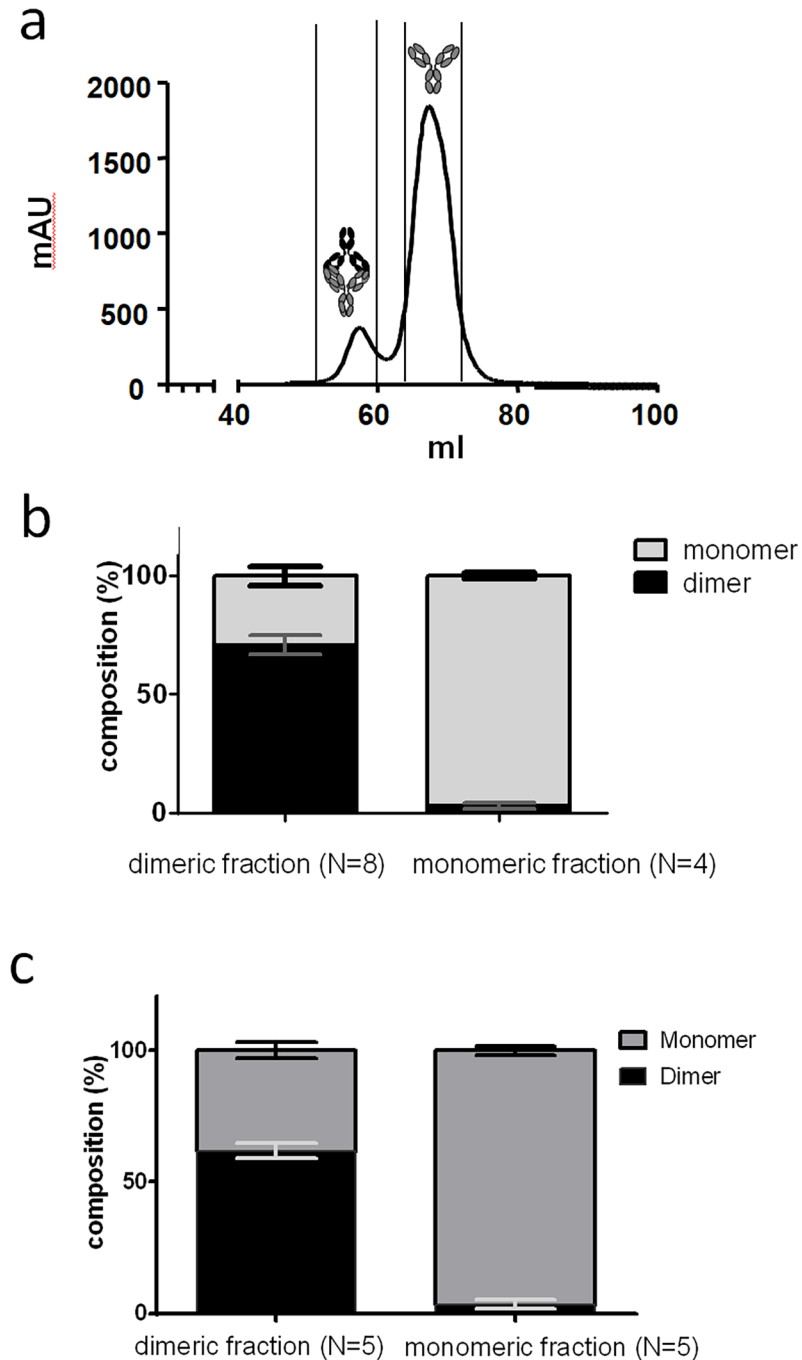 a
2000
1500
1000
500
0
mAU
40 60 80 100
ml
b
monomer
dimer
composition (%)
100
50
0
dimeric fraction (N=8) monomeric fraction (N=4)
c
Monomer
Dimer
composition (%)
100
50
0
dimeric fraction (N=5) monomeric fraction (N=5)